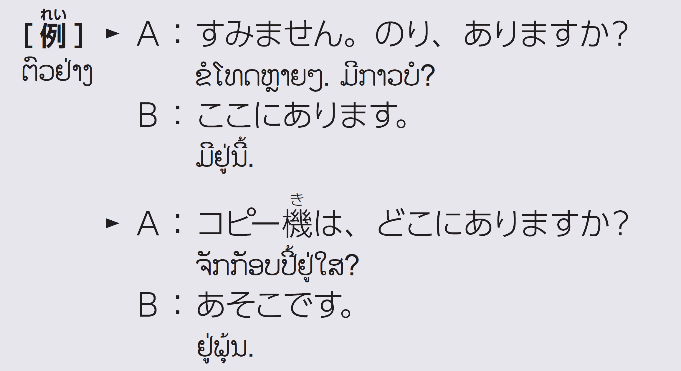 れい
[例] ► A：すみません。のり、ありますか？
ຕົວຢ່າງ ຂໍໂທດຫຼາຍໆ. ມີກາວບໍ?
B：ここにあります。
ມີຢູ່ນີ້.
き
► A：コピー機は、どこにありますか？
ຈັກກັອບປີ້ຢູ່ໃສ?
B：あそこです。
ຢູ່ພຸ້ນ.